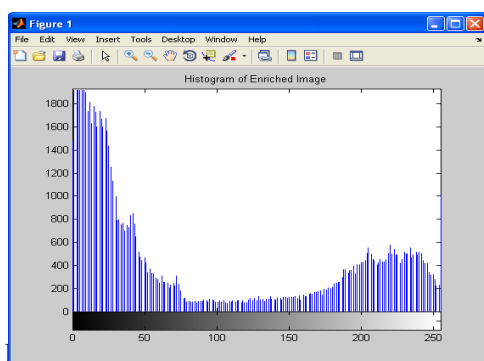 Figure 1
File Edit View Insert Tools Desktop Window Help
Histogram of Enriched Image
1800
1600
1400
1200
1000
800
600
400
200
0
0 50 100 150 200 250